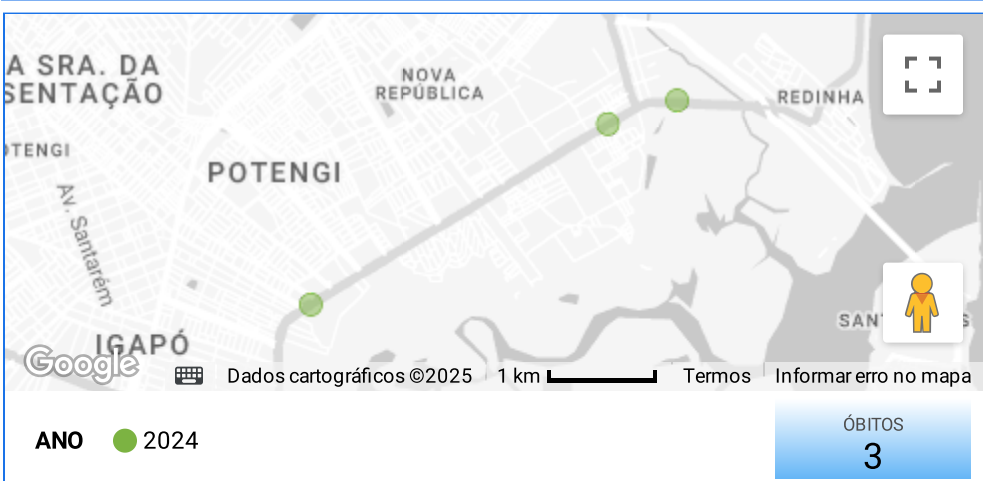 A SRA. DA
SENTAÇÃO
NOVA
REPÚBLICA
REDINHA
OTENGI
POTENGI
Av. Santarém
IGAPÓ
SAN
S
Google
Dados cartográficos ©2025
1 km
Termos
Informar erro no mapa
ANO
2024
ÓBITOS
3